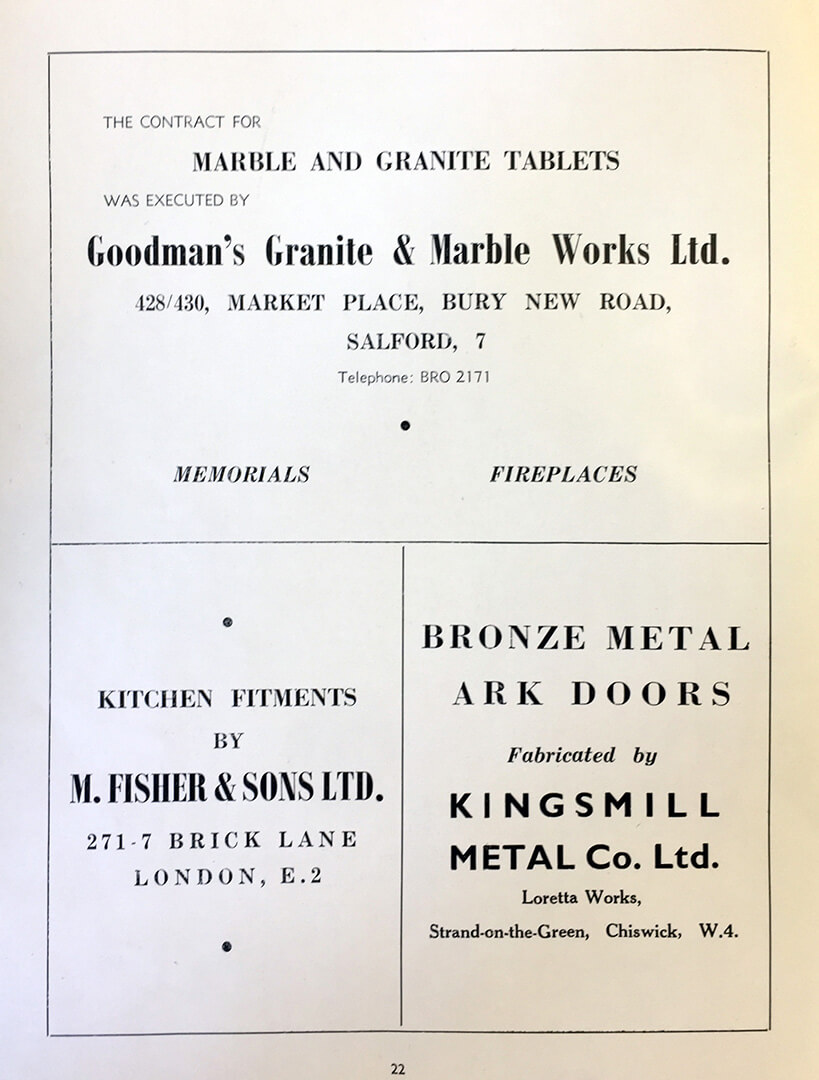 THE CONTRACT FOR
MARBLE AND GRANITE TABLETS
WAS EXECUTED BY
Goodman's Granite & Marble Works Ltd.
428/430, MARKET PLACE, BURY NEW ROAD,
SALFORD, 7
Telephone: BRO 2171
MEMORIALS FIREPLACES
KITCHEN FITMENTS
BY
M. FISHER & SONS LTD.
271-7 BRICK LANE
LONDON, E.2
BRONZE METAL
ARK DOORS
Fabricated by
KINGSMILL
METAL Co. Ltd.
Loretta Works,
Strand-on-the-Green, Chiswick, W.4.
22